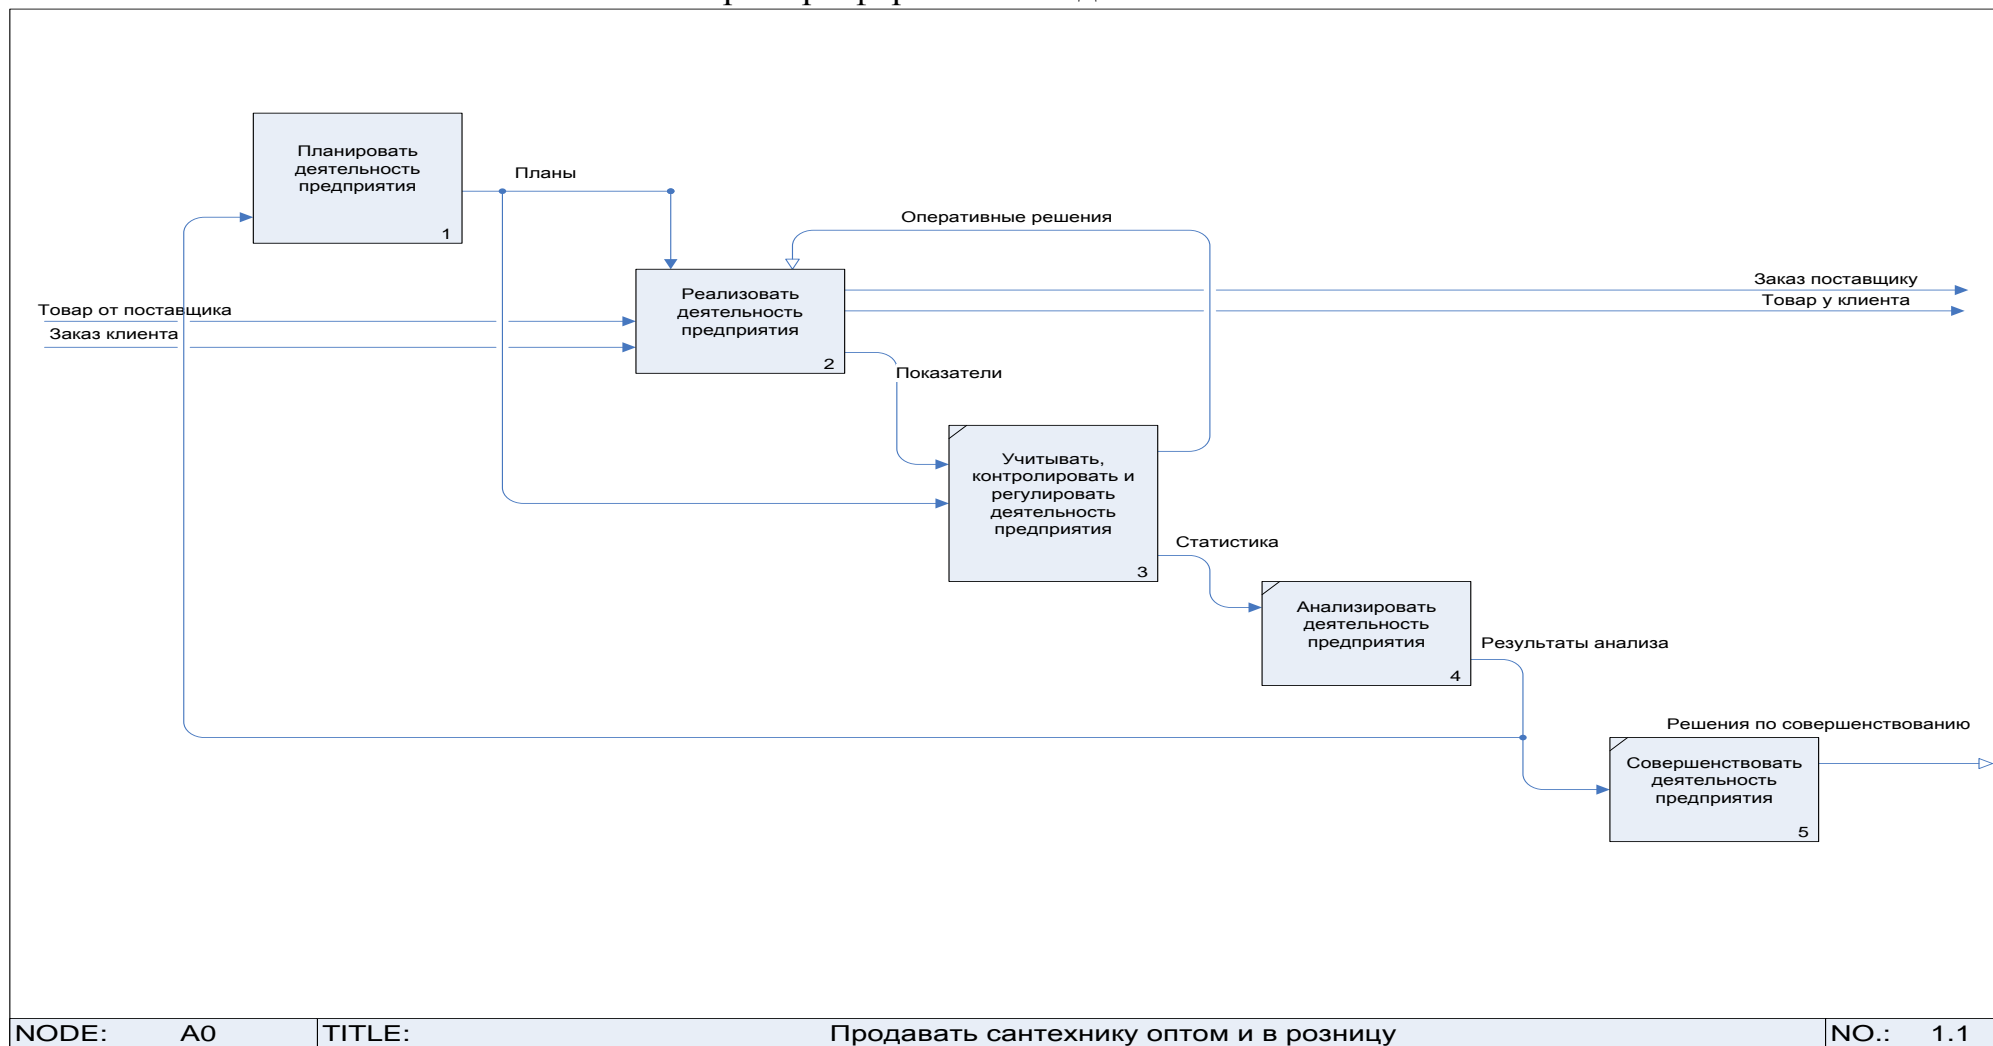 Планировать
деятельность
предприятия
1
Планы
Оперативные решения
Товар от поставщика
Заказ клиента
Реализовать
деятельность
предприятия
2
Заказ поставщику
Товар у клиента
Показатели
Учитывать,
контролировать и
регулировать
деятельность
предприятия
3
Статистика
Анализировать
деятельность
предприятия
4
Результаты анализа
Решения по совершенствованию
Совершенствовать
деятельность
предприятия
5
NODE: A0
TITLE: Продавать сантехнику оптом и в розницу
NO.: 1.1